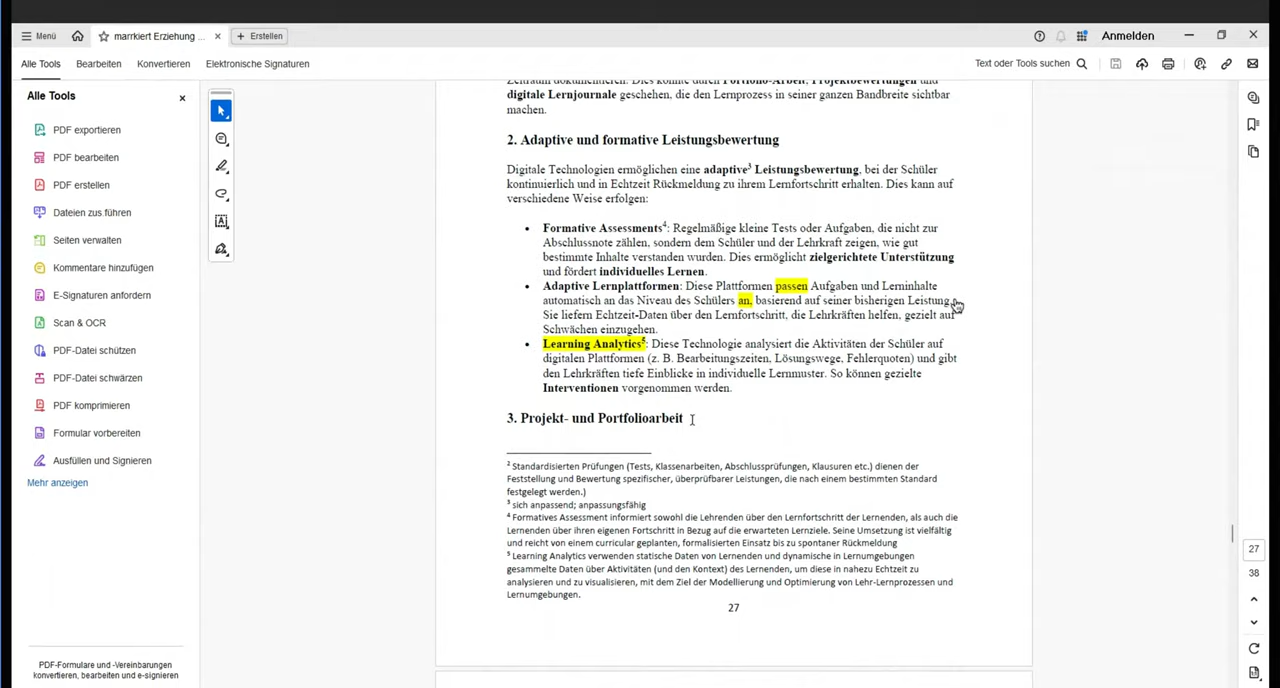 Menü
marrkiert Erziehung ...
Erstellen
Anmelden
Alle Tools
Bearbeiten
Konvertieren
Elektronische Signaturen
Text oder Tools suchen
Alle Tools
PDF exportieren
PDF bearbeiten
PDF erstellen
Dateien zus führen
Seiten verwalten
Kommentare hinzufügen
E-Signaturen anfordern
Scan & OCR
PDF-Datei schützen
PDF-Datei schwärzen
PDF komprimieren
Formular vorbereiten
Ausfüllen und Signieren
Mehr anzeigen
PDF-Formulare und -Vereinbarungen
konvertieren, bearbeiten und e-signieren
Zeitraum dokumentieren. Dies könnte durch Portfolio-Arbeit, Projektbewertungen und
digitale Lernjournale geschehen, die den Lernprozess in seiner ganzen Bandbreite sichtbar
machen.
2. Adaptive und formative Leistungsbewertung
Digitale Technologien ermöglichen eine adaptive³ Leistungsbewertung, bei der Schüler
kontinuierlich und in Echtzeit Rückmeldung zu ihrem Lernfortschritt erhalten. Dies kann auf
verschiedene Weise erfolgen:
• Formative Assessments⁴: Regelmäßige kleine Tests oder Aufgaben, die nicht zur
Abschlussnote zählen, sondern dem Schüler und der Lehrkraft zeigen, wie gut
bestimmte Inhalte verstanden wurden. Dies ermöglicht zielgerichtete Unterstützung
und fördert individuelles Lernen.
• Adaptive Lernplattformen: Diese Plattformen passen Aufgaben und Lerninhalte
automatisch an das Niveau des Schülers an, basierend auf seiner bisherigen Leistung.
Sie liefern Echtzeit-Daten über den Lernfortschritt, die Lehrkräften helfen, gezielt auf
Schwächen einzugehen.
• Learning Analytics⁵: Diese Technologie analysiert die Aktivitäten der Schüler auf
digitalen Plattformen (z. B. Bearbeitungszeiten, Lösungswege, Fehlerquoten) und gibt
den Lehrkräften tiefe Einblicke in individuelle Lernmuster. So können gezielte
Interventionen vorgenommen werden.
3. Projekt- und Portfolioarbeit
² Standardisierten Prüfungen (Tests, Klassenarbeiten, Abschlussprüfungen, Klausuren etc.) dienen der
Feststellung und Bewertung spezifischer, überprüfbarer Leistungen, die nach einem bestimmten Standard
festgelegt werden.)
³ sich anpassend; anpassungsfähig
⁴ Formatives Assessment informiert sowohl die Lehrenden über den Lernfortschritt der Lernenden, als auch die
Lernenden über ihren eigenen Fortschritt in Bezug auf die erwarteten Lernziele. Seine Umsetzung ist vielfältig
und reicht von einem curricular geplanten, formalisierten Einsatz bis zu spontaner Rückmeldung
⁵ Learning Analytics verwenden statische Daten von Lernenden und dynamische in Lernumgebungen
gesammelte Daten über Aktivitäten (und den Kontext) des Lernenden, um diese in nahezu Echtzeit zu
analysieren und zu visualisieren, mit dem Ziel der Modellierung und Optimierung von Lehr-Lernprozessen und
Lernumgebungen.
27
27
38